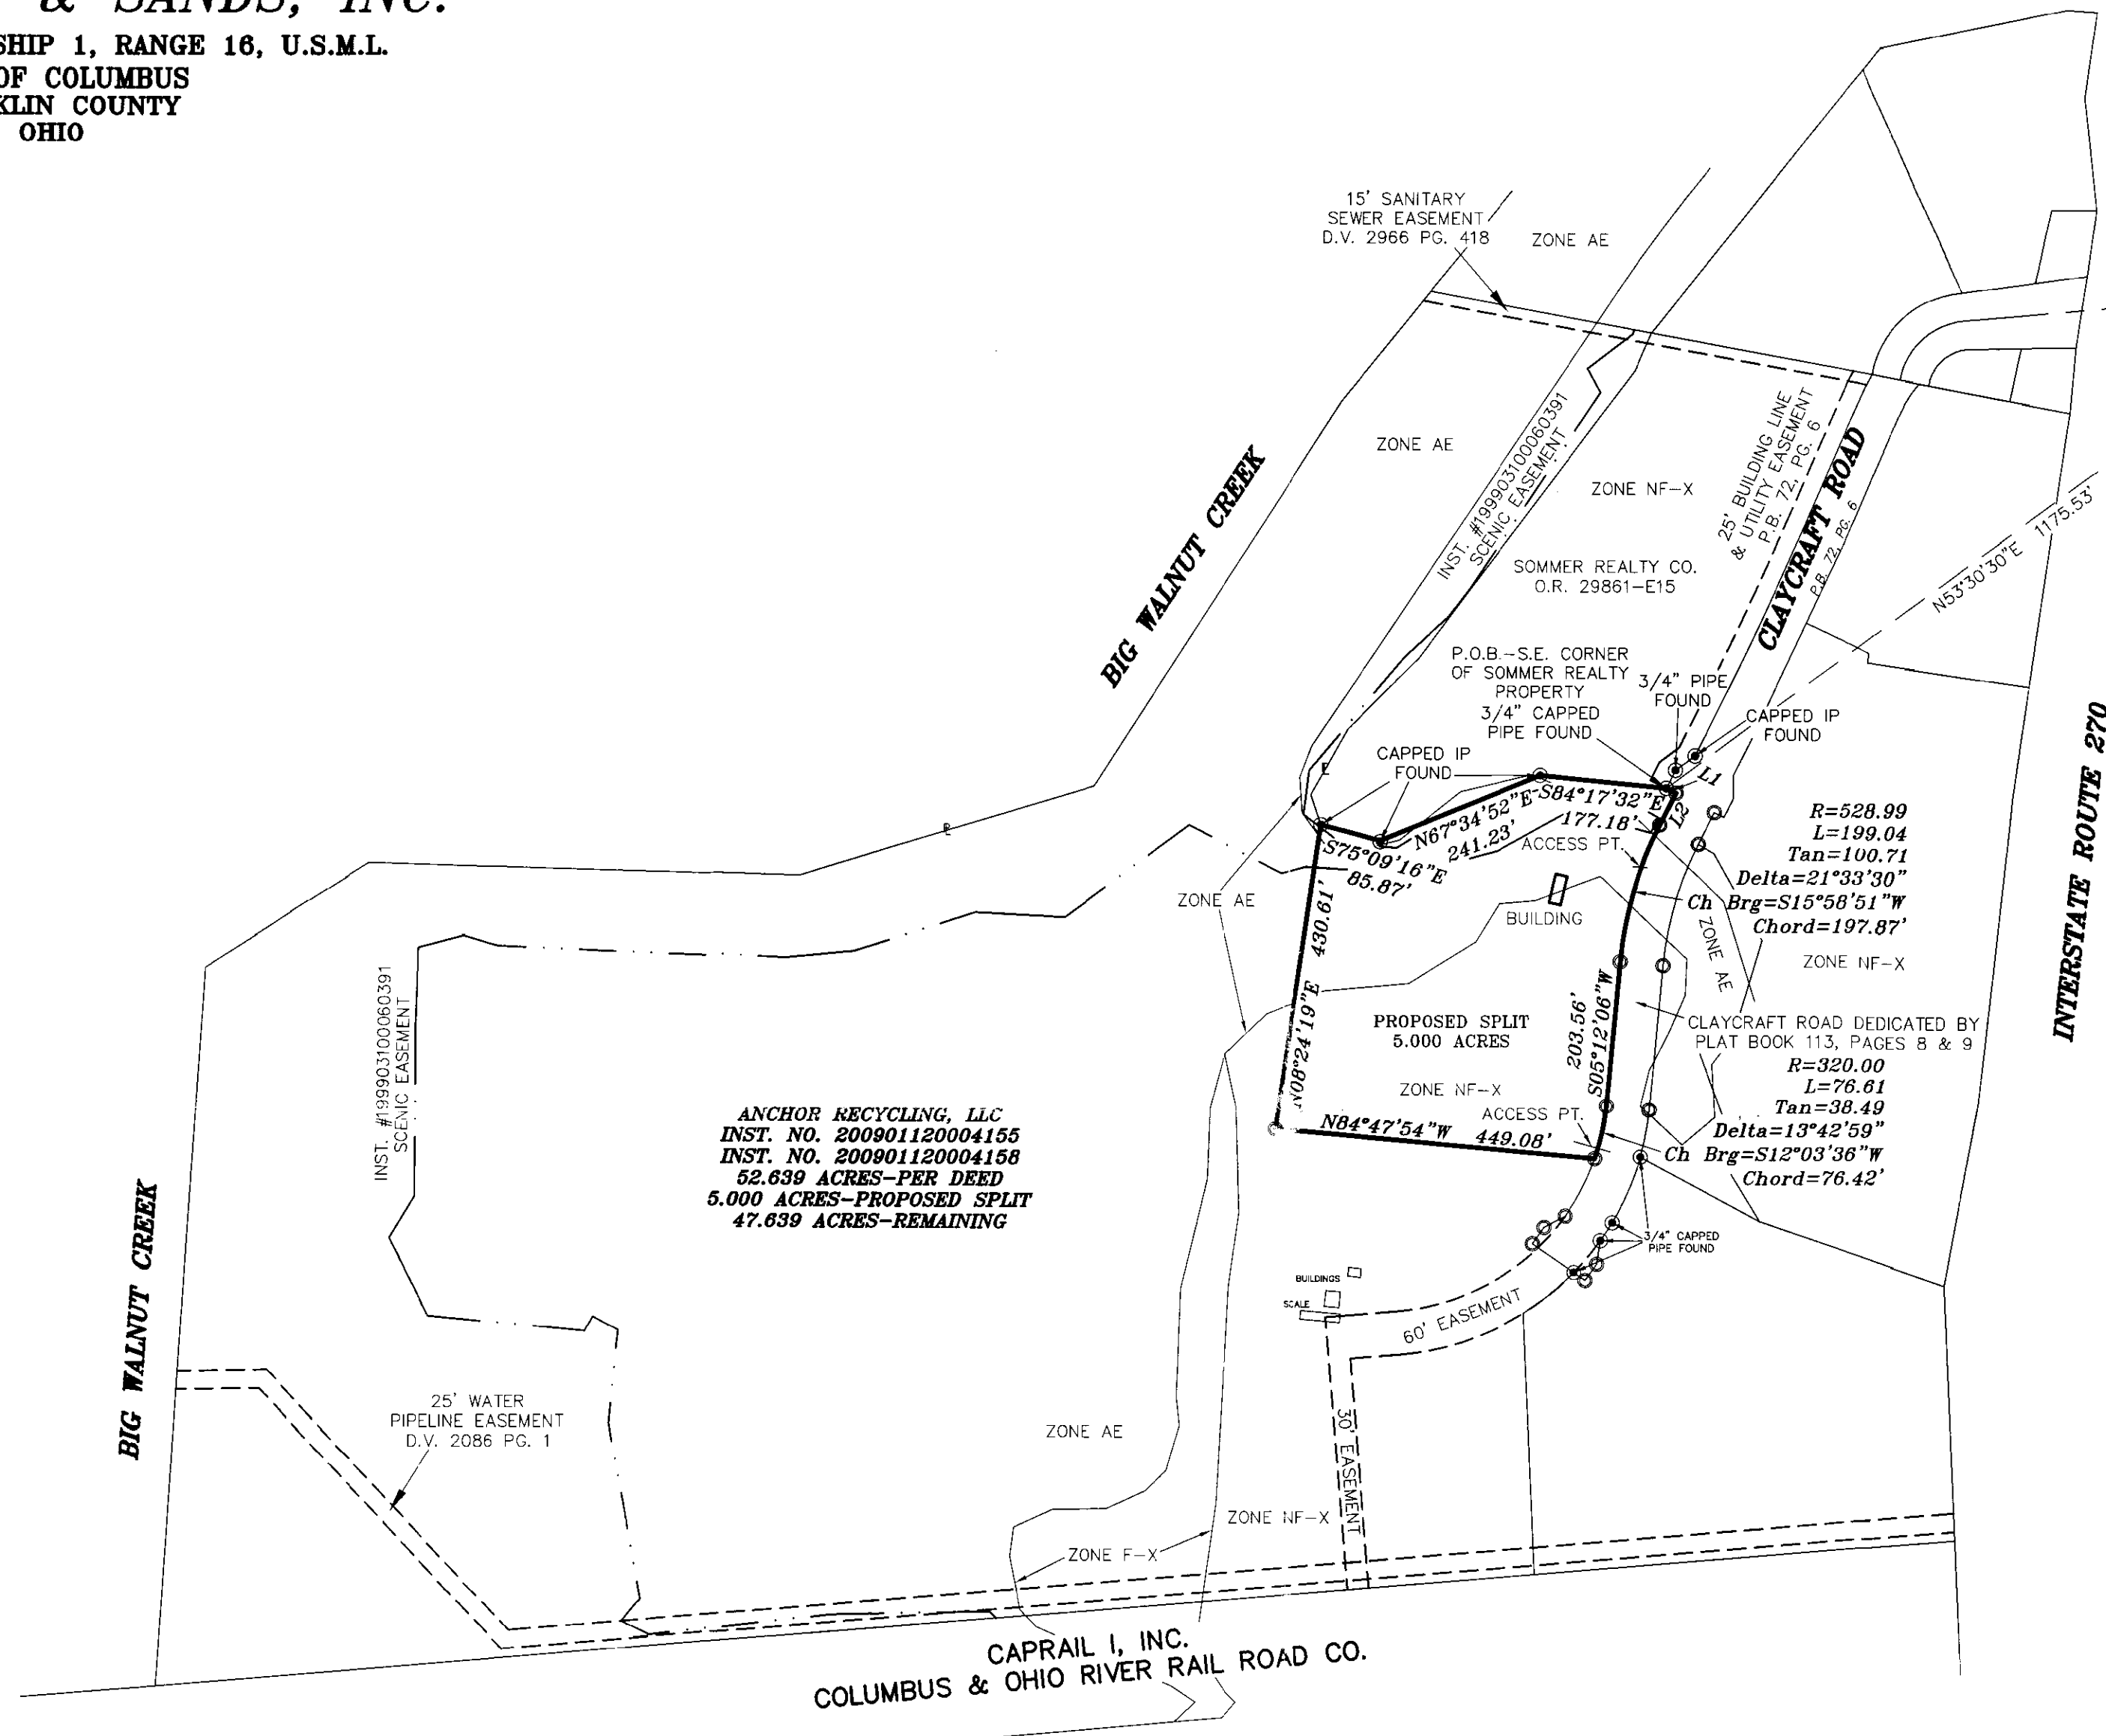 & SANDS, INC.
SHIP 1, RANGE 16, U.S.M.L.
OF COLUMBUS
KLIN COUNTY
OHIO
15' SANITARY
SEWER EASEMENT
D.V. 2966 PG. 418
ZONE AE
ZONE AE
INST. #199903100060391
SCENIC EASEMENT
ZONE NF-X
25' BUILDING LINE
& UTILITY EASEMENT
P.B. 72, PG. 6
CLAYCRAFT ROAD
P.B. 72, PG. 6
N53°30'30"E 1175.53'
BIG WALNUT CREEK
SOMMER REALTY CO.
O.R. 29861-E15
P.O.B.-S.E. CORNER
OF SOMMER REALTY
PROPERTY
3/4" CAPPED
PIPE FOUND
3/4" PIPE
FOUND
CAPPED IP
FOUND
CAPPED IP
FOUND
L1
L2
INTERSTATE ROUTE 270
S84°17'32"E
177.18'
N67°34'52"E
241.23'
S75°09'16"E
85.87'
ACCESS PT.
R=528.99
L=199.04
Tan=100.71
Delta=21°33'30"
Ch Brg=S15°58'51"W
Chord=197.87'
ZONE AE
BUILDING
ZONE AE
ZONE NF-X
N08°24'19"E 430.61'
PROPOSED SPLIT
5.000 ACRES
203.56'
S05°12'06"W
CLAYCRAFT ROAD DEDICATED BY
PLAT BOOK 113, PAGES 8 & 9
R=320.00
L=76.61
Tan=38.49
Delta=13°42'59"
Ch Brg=S12°03'36"W
Chord=76.42'
ZONE NF-X
ACCESS PT.
N84°47'54"W 449.08'
INST. #199903100060391
SCENIC EASEMENT
ANCHOR RECYCLING, LLC
INST. NO. 200901120004155
INST. NO. 200901120004158
52.639 ACRES-PER DEED
5.000 ACRES-PROPOSED SPLIT
47.639 ACRES-REMAINING
BIG WALNUT CREEK
3/4" CAPPED
PIPE FOUND
BUILDINGS
SCALE
60' EASEMENT
30' EASEMENT
25' WATER
PIPELINE EASEMENT
D.V. 2086 PG. 1
ZONE AE
ZONE NF-X
ZONE F-X
CAPRAIL I, INC.
COLUMBUS & OHIO RIVER RAIL ROAD CO.